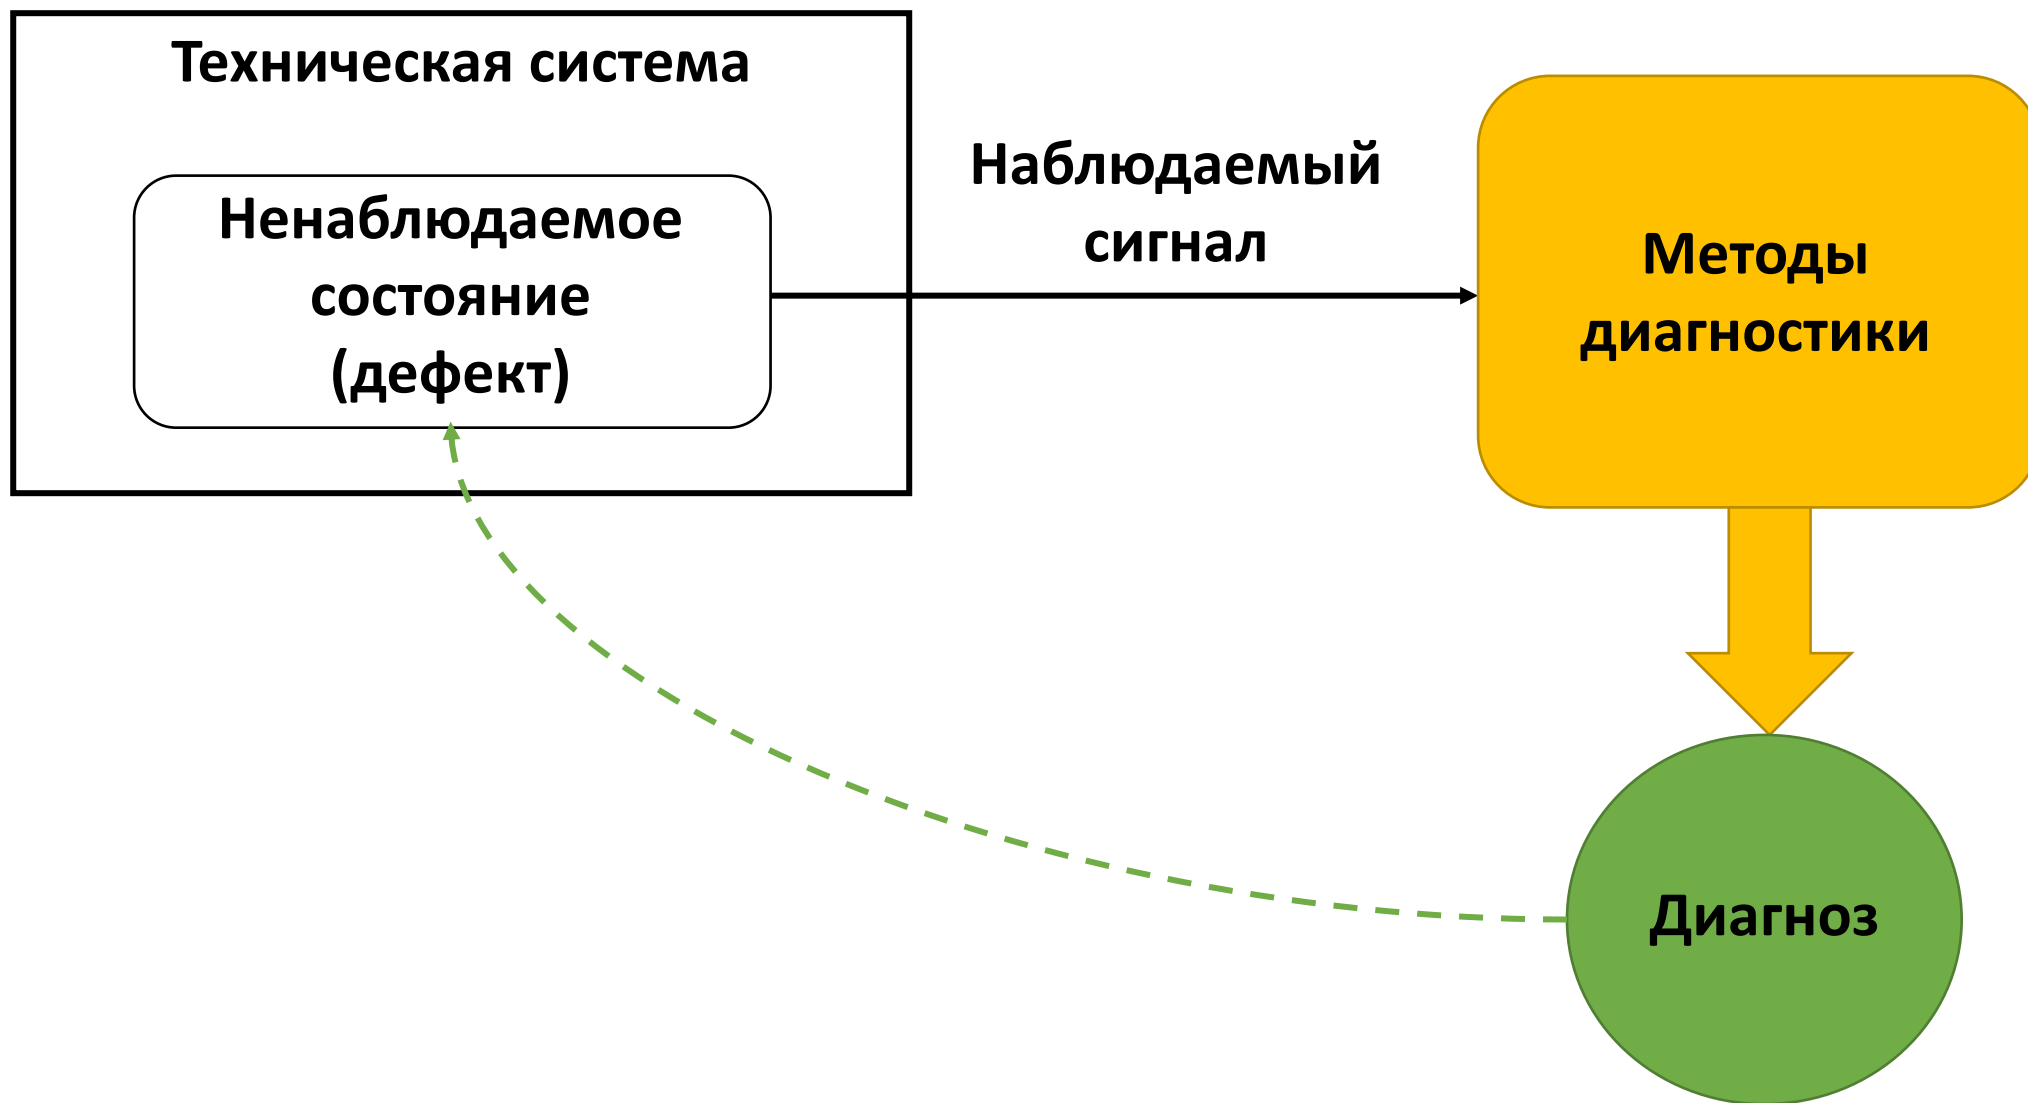 Техническая система
Ненаблюдаемое
состояние
(дефект)
Наблюдаемый
сигнал
Методы
диагностики
Диагноз